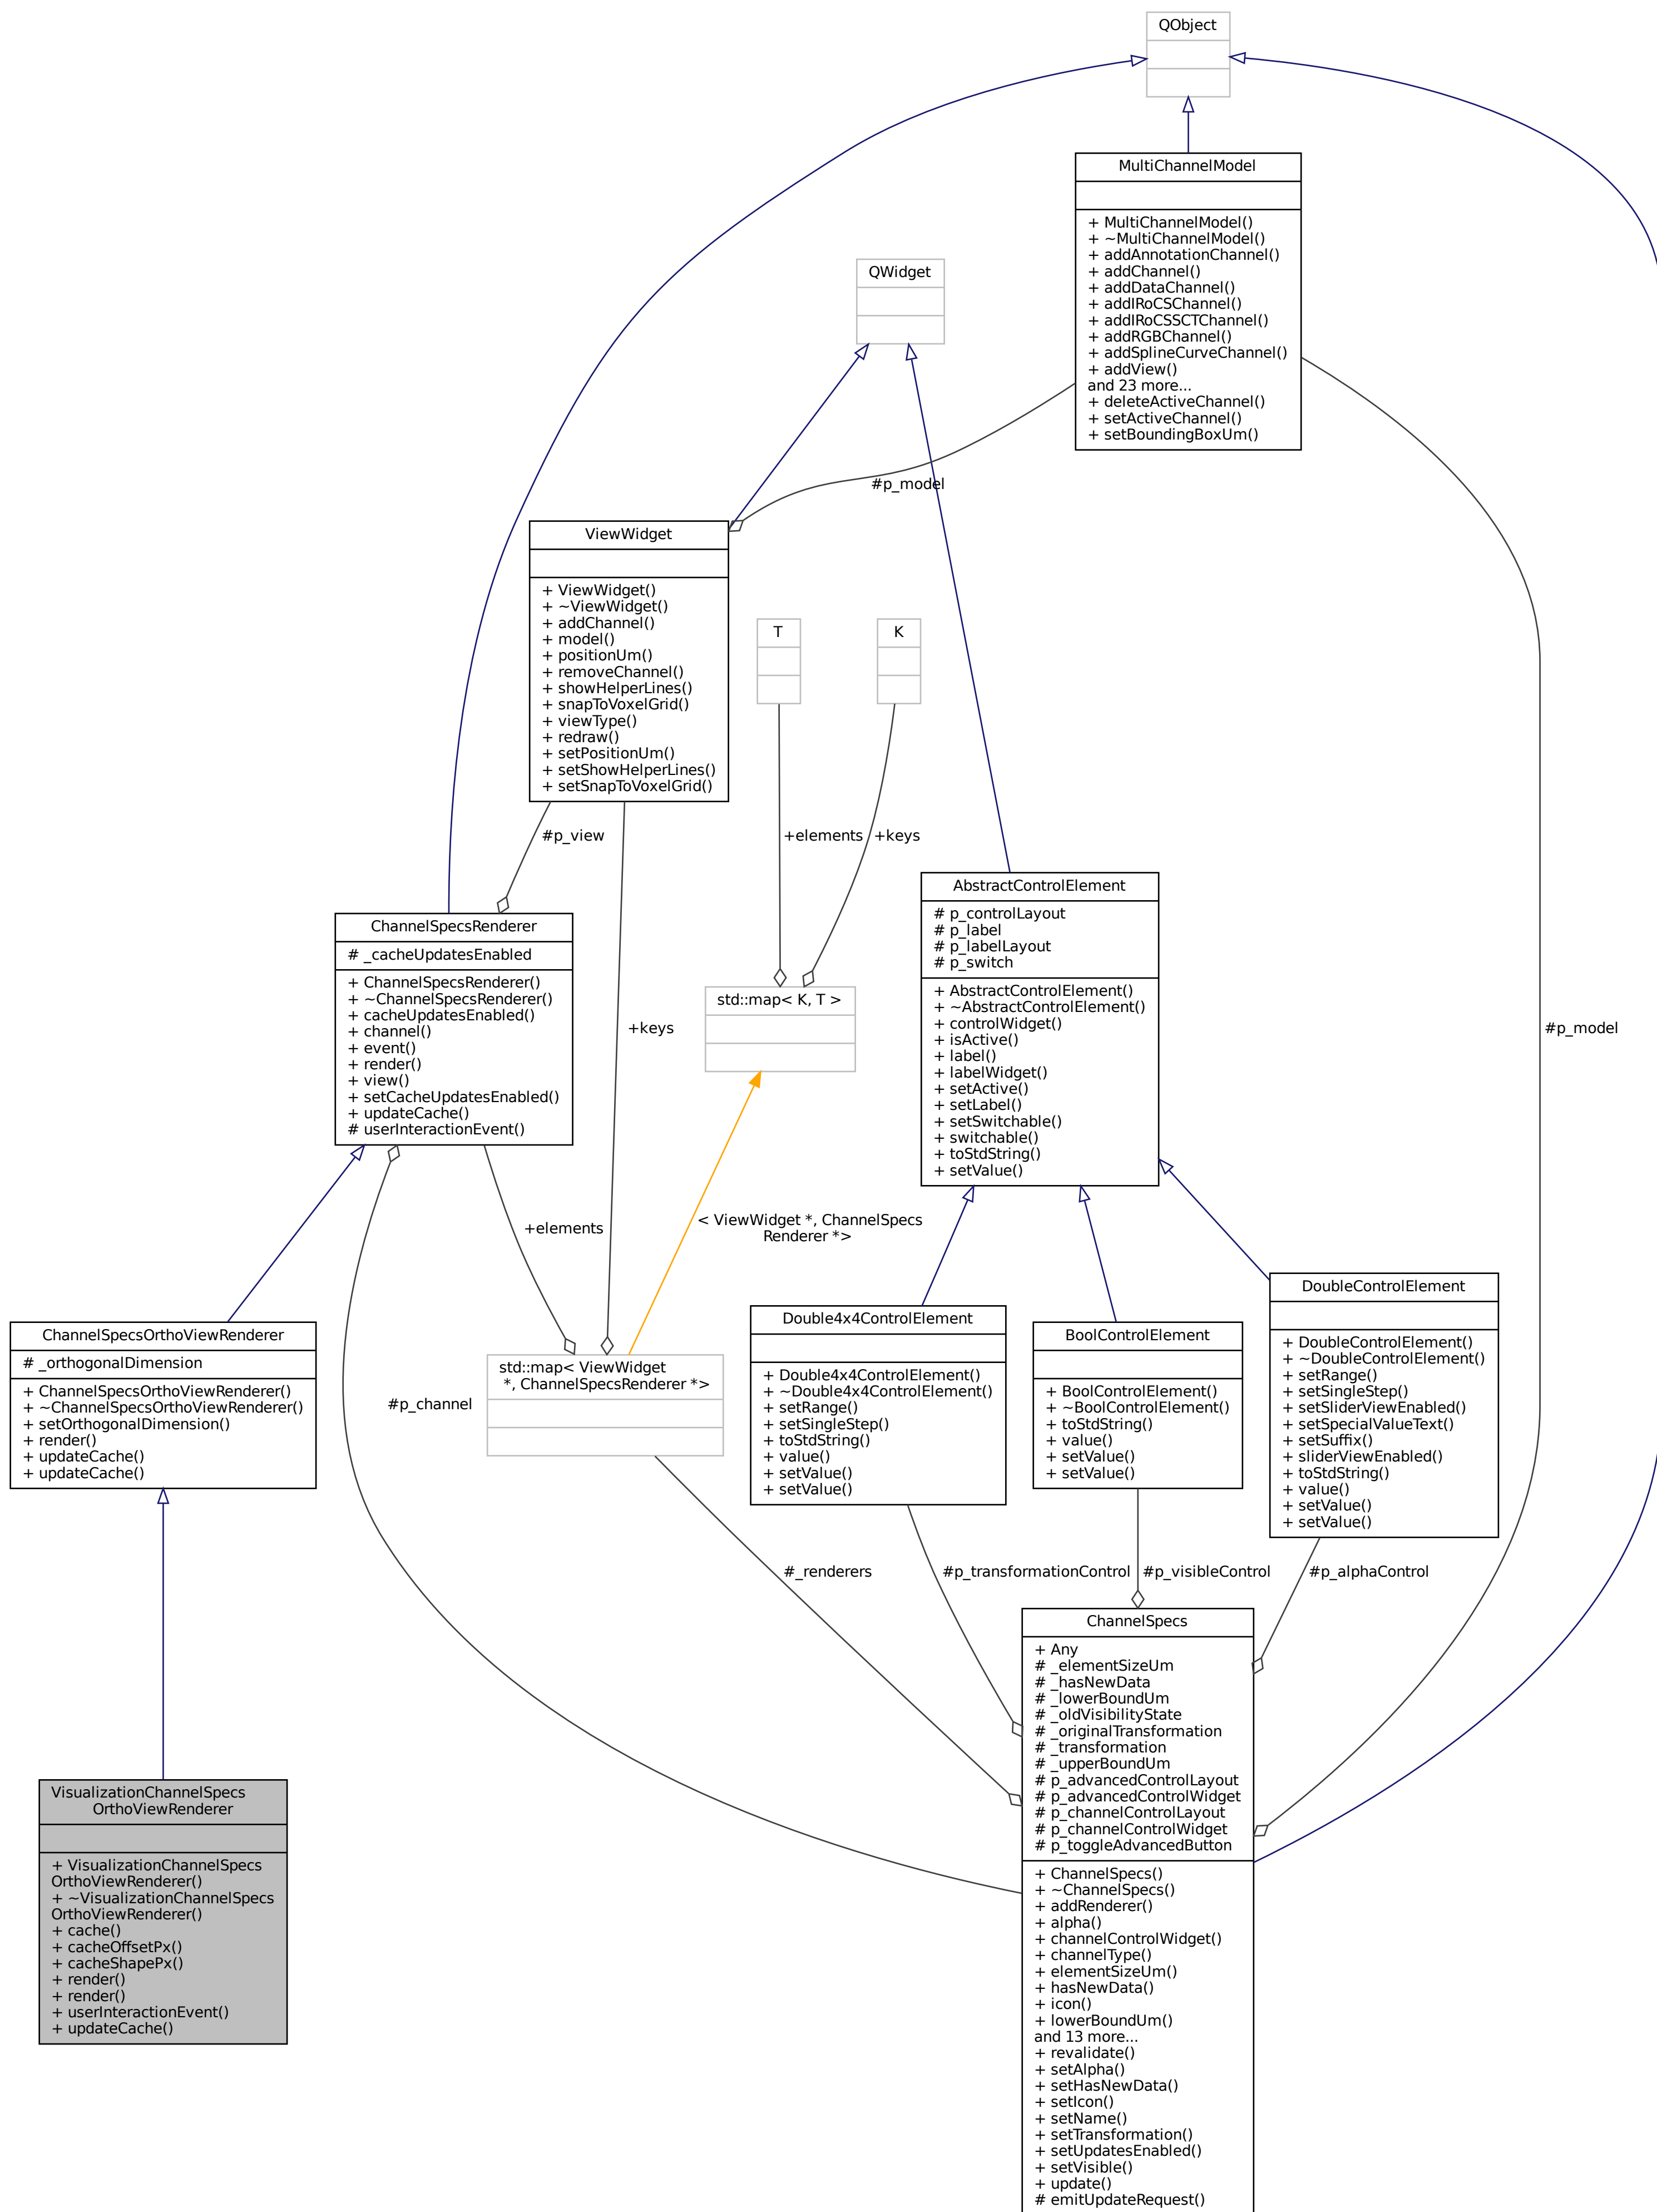 QObject
MultiChannelModel
+ MultiChannelModel()
+ ~MultiChannelModel()
+ addAnnotationChannel()
+ addChannel()
+ addDataChannel()
+ addIRoCSChannel()
+ addIRoCSSCTChannel()
+ addRGBChannel()
+ addSplineCurveChannel()
+ addView()
and 23 more...
+ deleteActiveChannel()
+ setActiveChannel()
+ setBoundingBoxUm()
QWidget
#p_model
ViewWidget
+ ViewWidget()
+ ~ViewWidget()
+ addChannel()
+ model()
+ positionUm()
+ removeChannel()
+ showHelperLines()
+ snapToVoxelGrid()
+ viewType()
+ redraw()
+ setPositionUm()
+ setShowHelperLines()
+ setSnapToVoxelGrid()
T
K
#p_view
+elements
+keys
AbstractControlElement
# p_controlLayout
# p_label
# p_labelLayout
# p_switch
+ AbstractControlElement()
+ ~AbstractControlElement()
+ controlWidget()
+ isActive()
+ label()
+ labelWidget()
+ setActive()
+ setLabel()
+ setSwitchable()
+ switchable()
+ toStdString()
+ setValue()
ChannelSpecsRenderer
# _cacheUpdatesEnabled
+ ChannelSpecsRenderer()
+ ~ChannelSpecsRenderer()
+ cacheUpdatesEnabled()
+ channel()
+ event()
+ render()
+ view()
+ setCacheUpdatesEnabled()
+ updateCache()
# userInteractionEvent()
+keys
std::map< K, T >
#p_model
+elements
< ViewWidget *, ChannelSpecs
Renderer *>
ChannelSpecsOrthoViewRenderer
# _orthogonalDimension
+ ChannelSpecsOrthoViewRenderer()
+ ~ChannelSpecsOrthoViewRenderer()
+ setOrthogonalDimension()
+ render()
+ updateCache()
+ updateCache()
#p_channel
std::map< ViewWidget
*, ChannelSpecsRenderer *>
Double4x4ControlElement
+ Double4x4ControlElement()
+ ~Double4x4ControlElement()
+ setRange()
+ setSingleStep()
+ toStdString()
+ value()
+ setValue()
+ setValue()
BoolControlElement
+ BoolControlElement()
+ ~BoolControlElement()
+ toStdString()
+ value()
+ setValue()
+ setValue()
DoubleControlElement
+ DoubleControlElement()
+ ~DoubleControlElement()
+ setRange()
+ setSingleStep()
+ setSliderViewEnabled()
+ setSpecialValueText()
+ setSuffix()
+ sliderViewEnabled()
+ toStdString()
+ value()
+ setValue()
+ setValue()
#_renderers
#p_transformationControl
#p_visibleControl
#p_alphaControl
ChannelSpecs
+ Any
# _elementSizeUm
# _hasNewData
# _lowerBoundUm
# _oldVisibilityState
# _originalTransformation
# _transformation
# _upperBoundUm
# p_advancedControlLayout
# p_advancedControlWidget
# p_channelControlLayout
# p_channelControlWidget
# p_toggleAdvancedButton
+ ChannelSpecs()
+ ~ChannelSpecs()
+ addRenderer()
+ alpha()
+ channelControlWidget()
+ channelType()
+ elementSizeUm()
+ hasNewData()
+ icon()
+ lowerBoundUm()
and 13 more...
+ revalidate()
+ setAlpha()
+ setHasNewData()
+ setIcon()
+ setName()
+ setTransformation()
+ setUpdatesEnabled()
+ setVisible()
+ update()
# emitUpdateRequest()
VisualizationChannelSpecs
OrthoViewRenderer
+ VisualizationChannelSpecs
OrthoViewRenderer()
+ ~VisualizationChannelSpecs
OrthoViewRenderer()
+ cache()
+ cacheOffsetPx()
+ cacheShapePx()
+ render()
+ render()
+ userInteractionEvent()
+ updateCache()